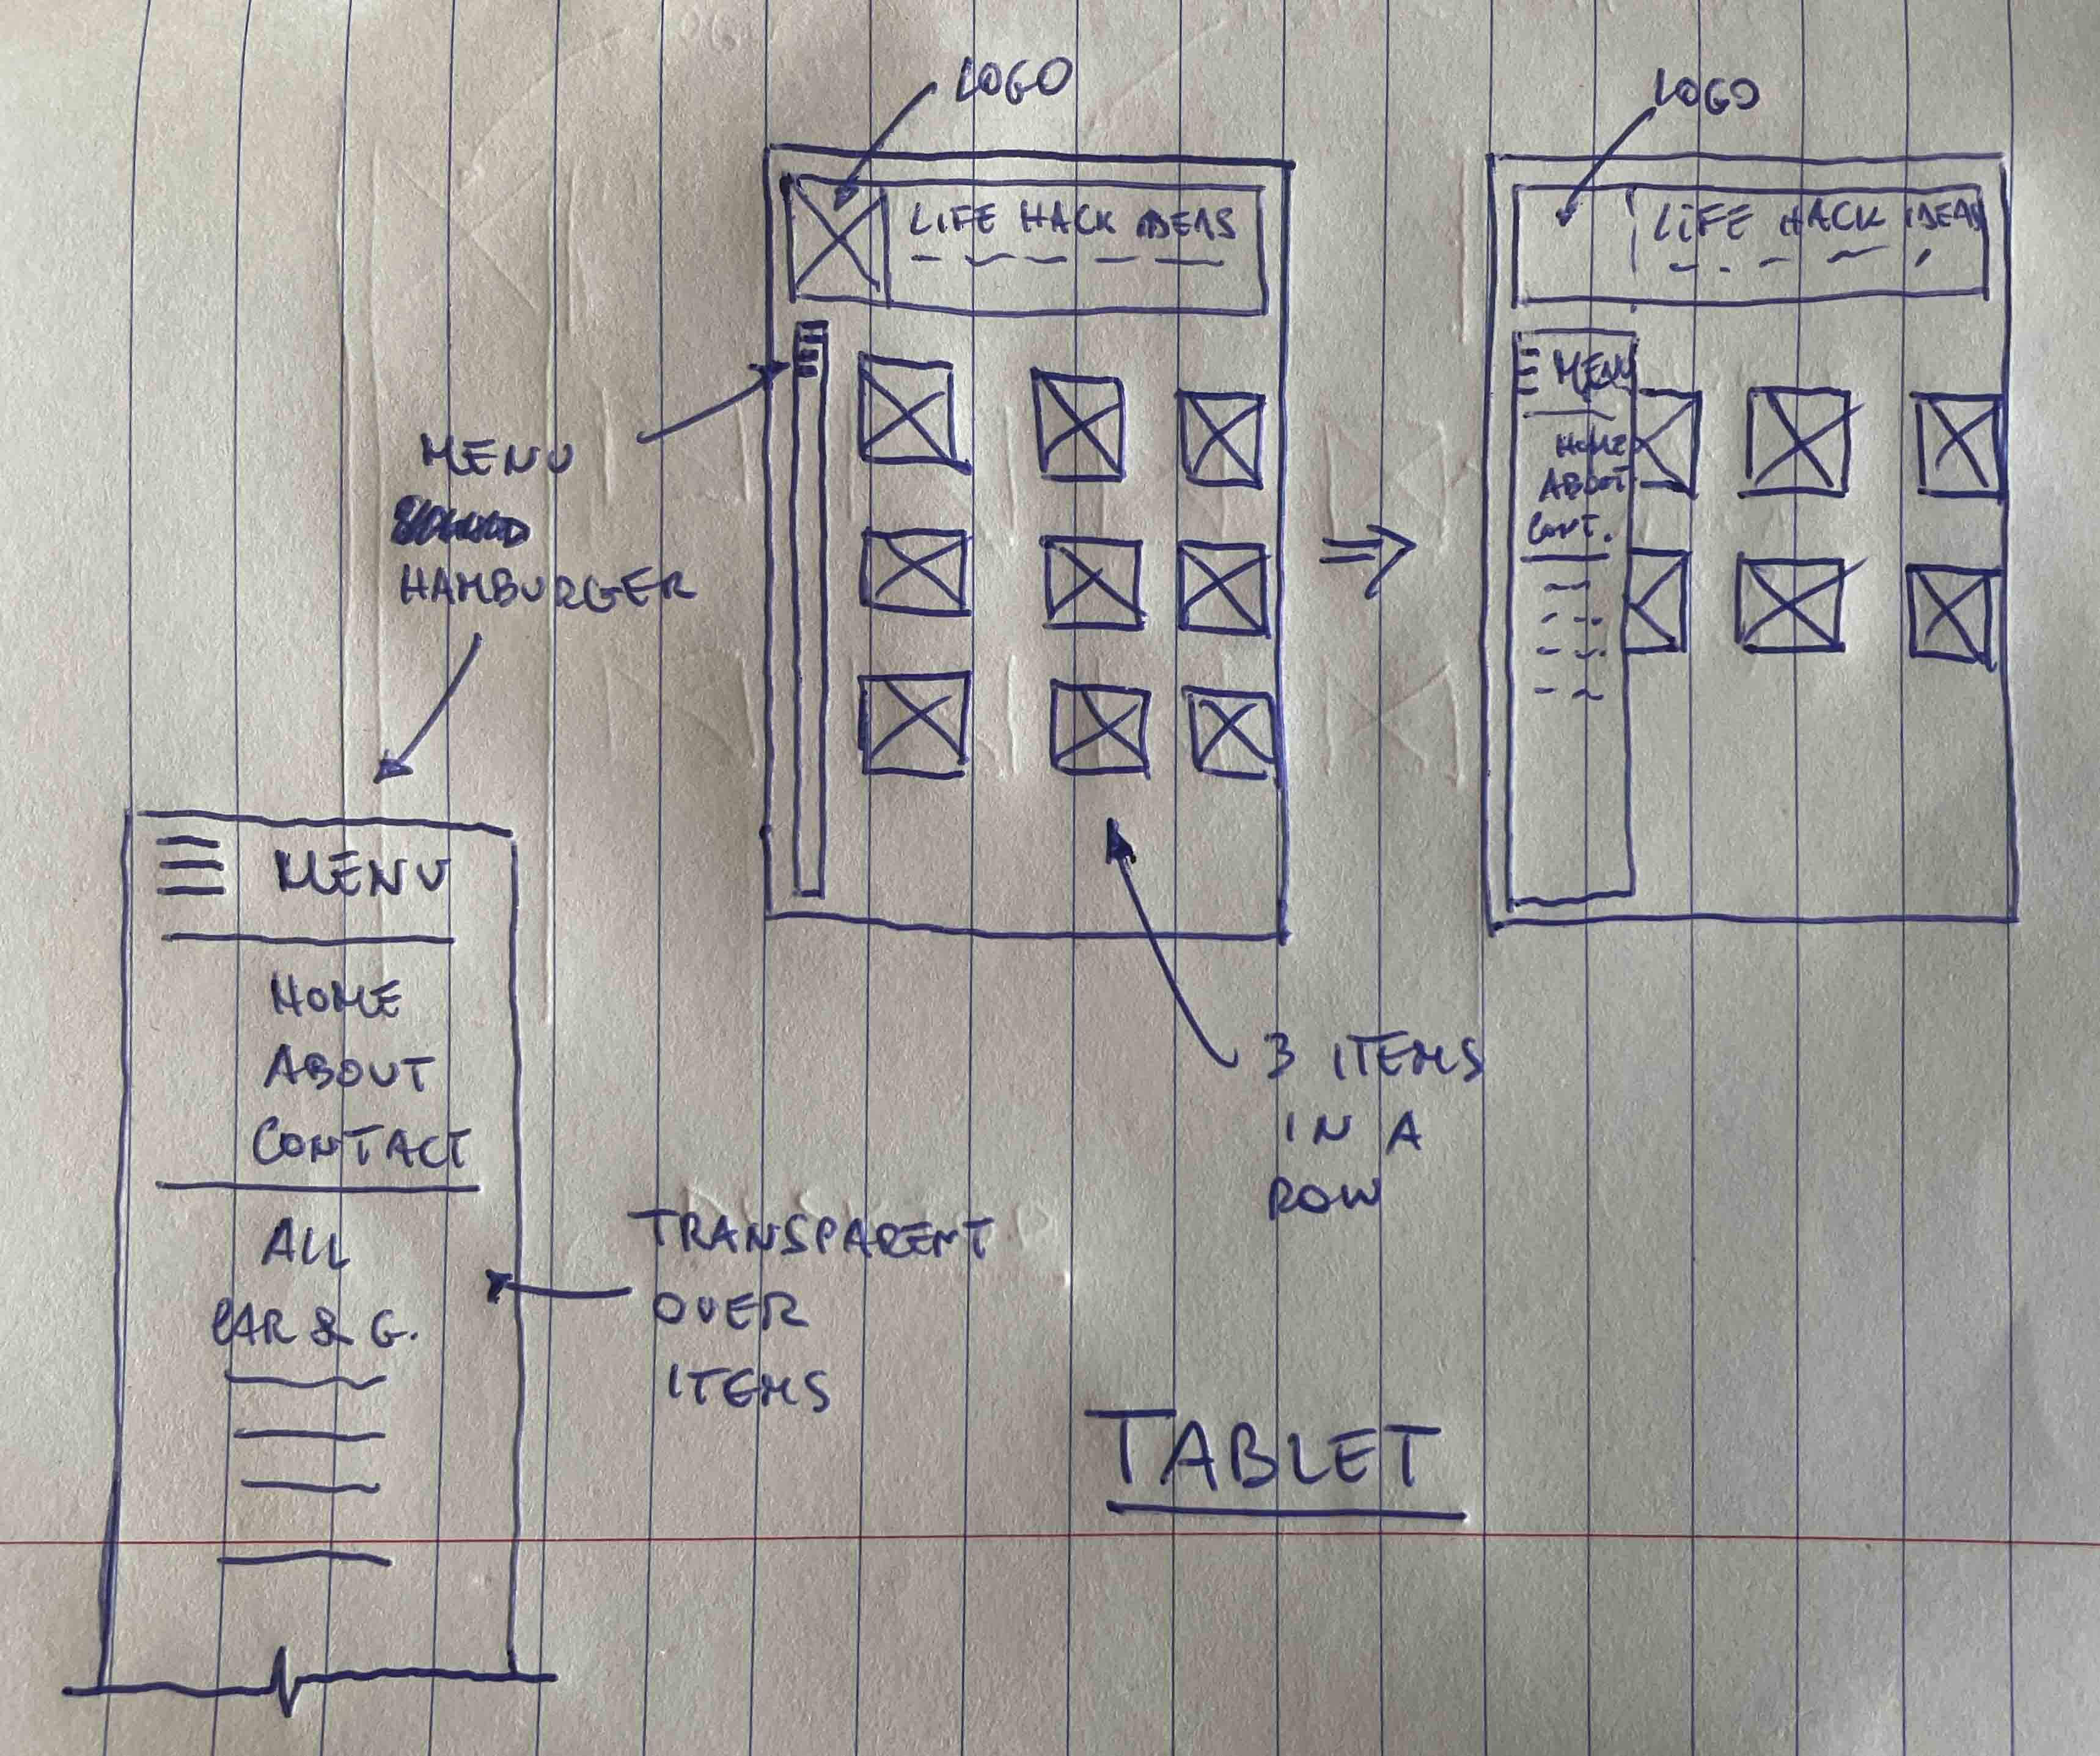 LOGO
LIFE HACK IDEAS
LOGO
LIFE HACK IDEAS
MENU
HAMBURGER
MENU
HOME
ABOUT
CONT.
MENU
HOME
ABOUT
CONTACT
ALL
CAR & G.
3 ITEMS
IN A
ROW
TRANSPARENT
OVER
ITEMS
TABLET